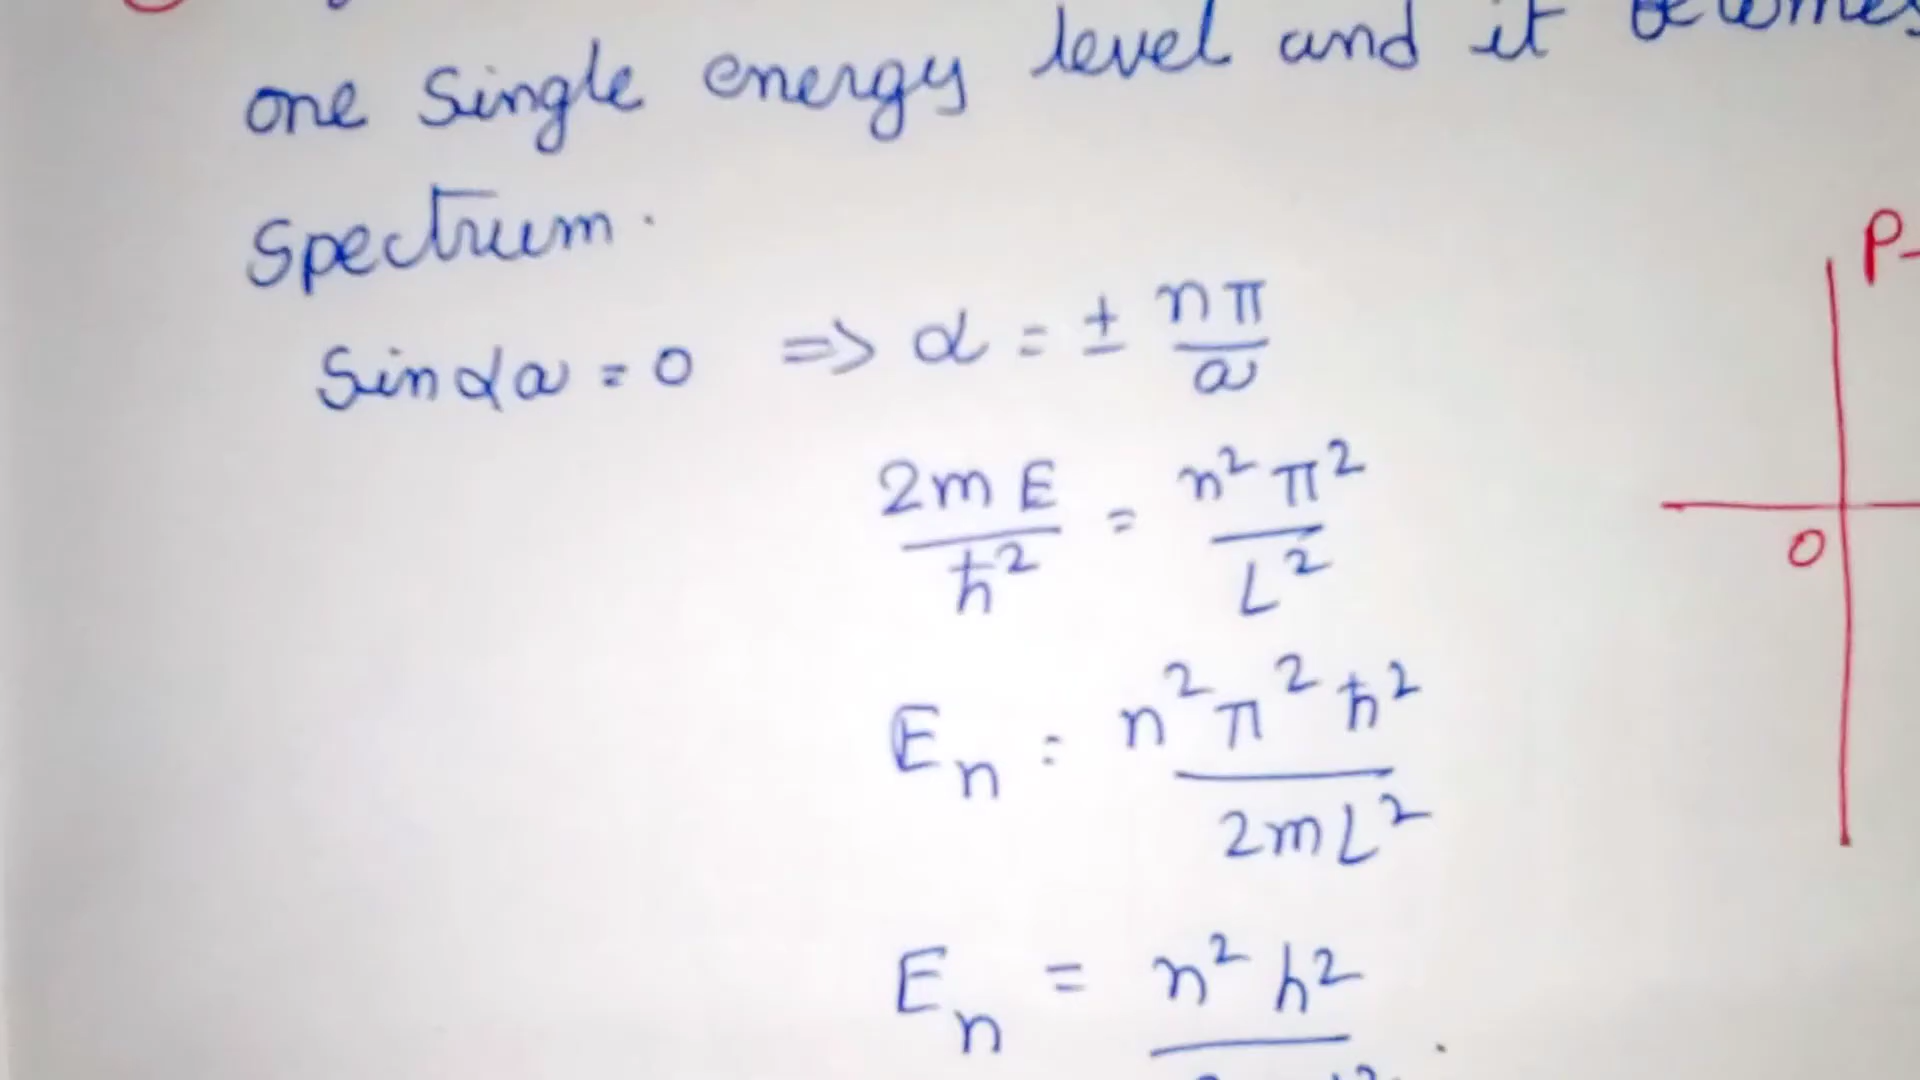 one Single energy level and it becomes
Spectrum.
Sin αa = 0 => α = ± nπ/a
2mE/ħ² = n²π²/L²
Eₙ = n²π²ħ²/2mL²
Eₙ = n²h²
P-
0